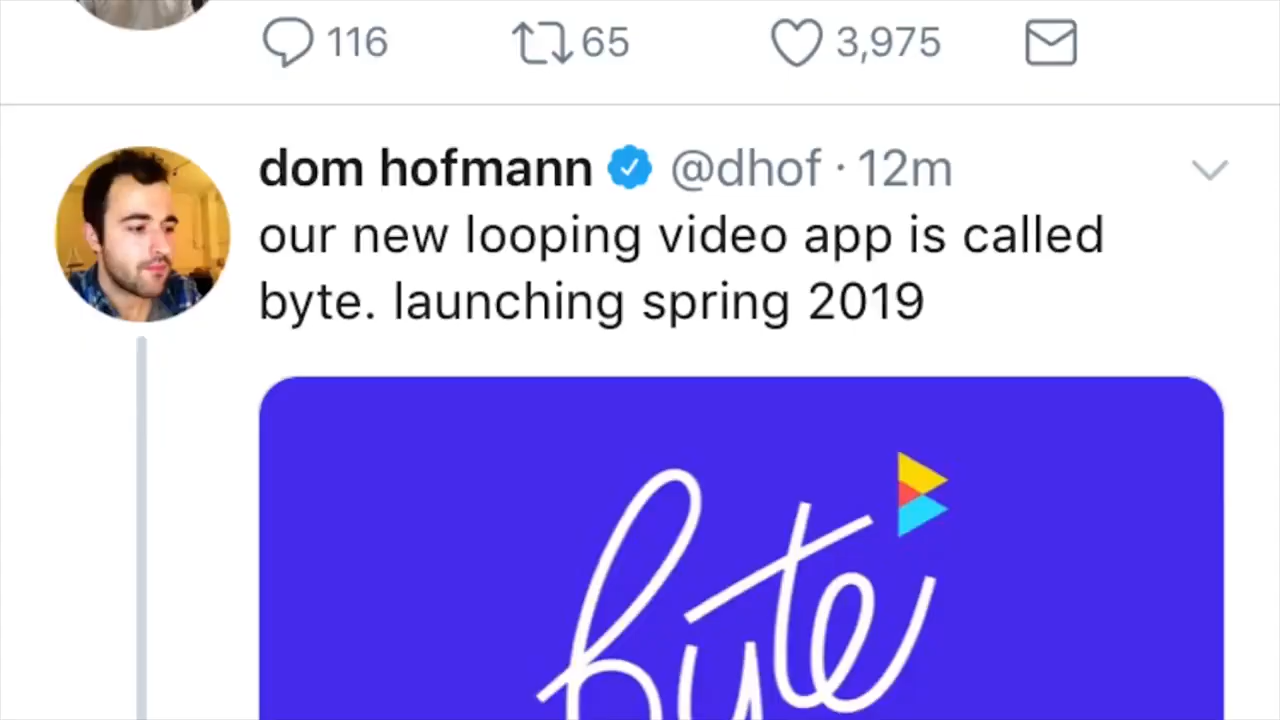 116 65 3,975
dom hofmann @dhof · 12m
our new looping video app is called
byte. launching spring 2019
byte